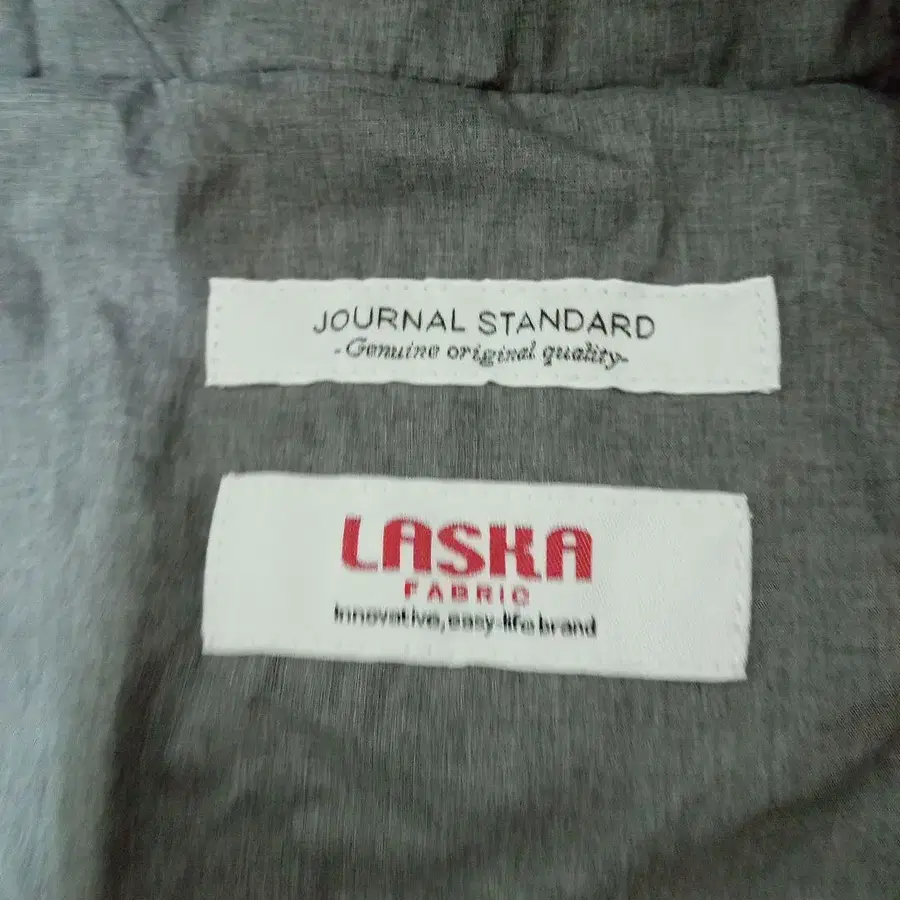 JOURNAL STANDARD
-Genuine original quality-
LASKA
FABRIC
Innovative, easy-life brand